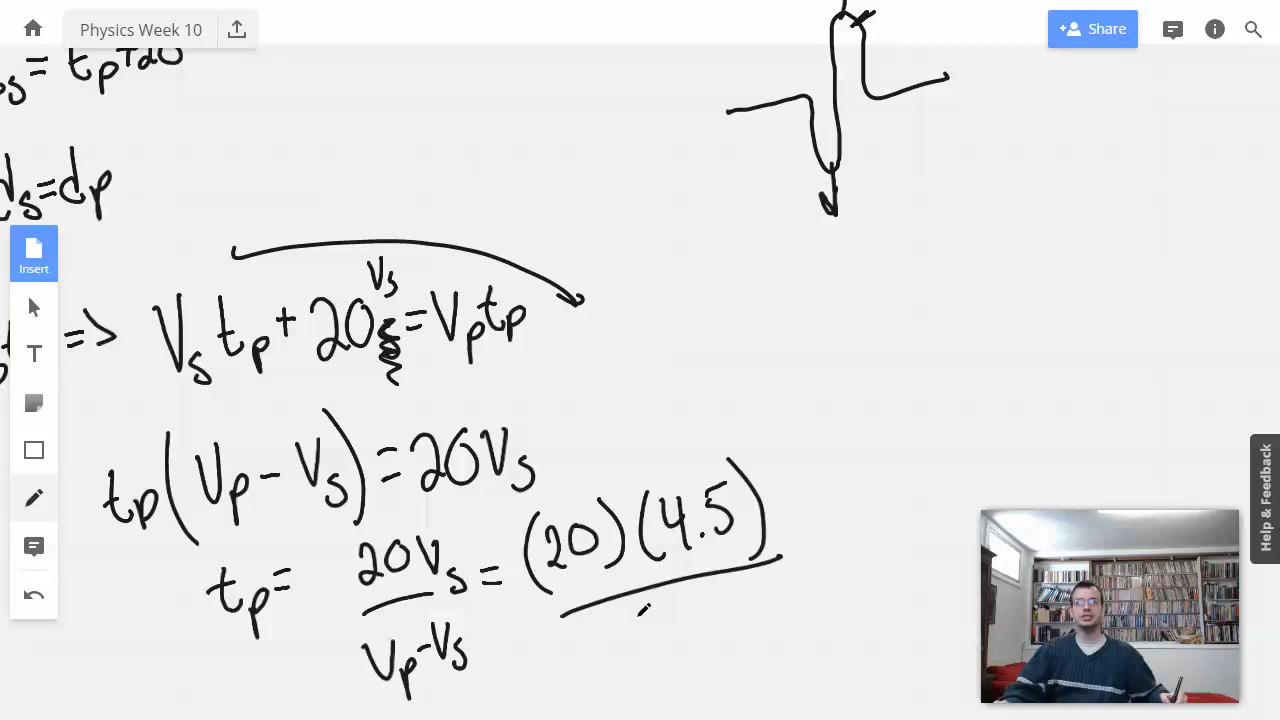 Physics Week 10
Share
s = tp+20
ds=dp
Insert
T
=> Vs tp + 20 Vs = Vp tp
tp(Vp - Vs) = 20Vs
tp = 20Vs = (20)(4.5)
Vp - Vs
Help & Feedback